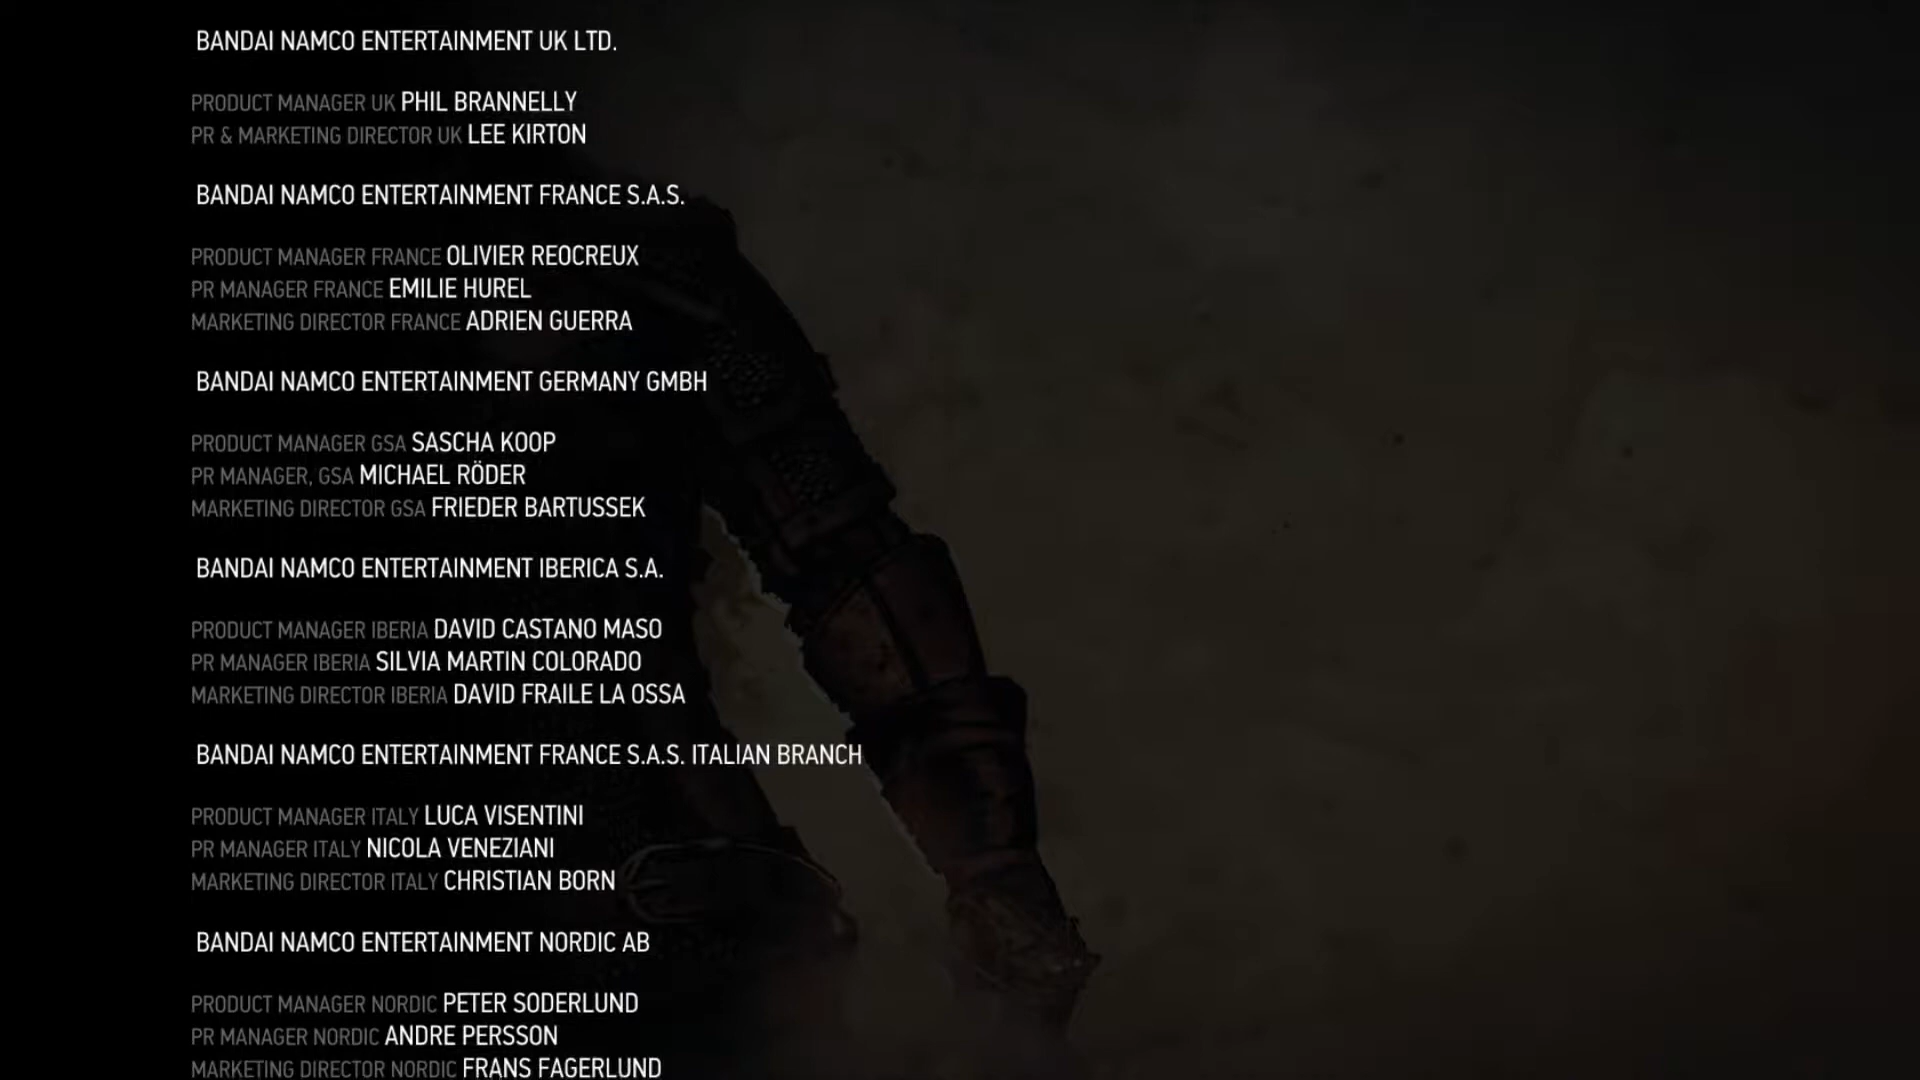 BANDAI NAMCO ENTERTAINMENT UK LTD.
PRODUCT MANAGER UK PHIL BRANNELLY
PR & MARKETING DIRECTOR UK LEE KIRTON
BANDAI NAMCO ENTERTAINMENT FRANCE S.A.S.
PRODUCT MANAGER FRANCE OLIVIER REOCREUX
PR MANAGER FRANCE EMILIE HUREL
MARKETING DIRECTOR FRANCE ADRIEN GUERRA
BANDAI NAMCO ENTERTAINMENT GERMANY GMBH
PRODUCT MANAGER GSA SASCHA KOOP
PR MANAGER, GSA MICHAEL RÖDER
MARKETING DIRECTOR GSA FRIEDER BARTUSSEK
BANDAI NAMCO ENTERTAINMENT IBERICA S.A.
PRODUCT MANAGER IBERIA DAVID CASTANO MASO
PR MANAGER IBERIA SILVIA MARTIN COLORADO
MARKETING DIRECTOR IBERIA DAVID FRAILE LA OSSA
BANDAI NAMCO ENTERTAINMENT FRANCE S.A.S. ITALIAN BRANCH
PRODUCT MANAGER ITALY LUCA VISENTINI
PR MANAGER ITALY NICOLA VENEZIANI
MARKETING DIRECTOR ITALY CHRISTIAN BORN
BANDAI NAMCO ENTERTAINMENT NORDIC AB
PRODUCT MANAGER NORDIC PETER SODERLUND
PR MANAGER NORDIC ANDRE PERSSON
MARKETING DIRECTOR NORDIC FRANS FAGERLUND